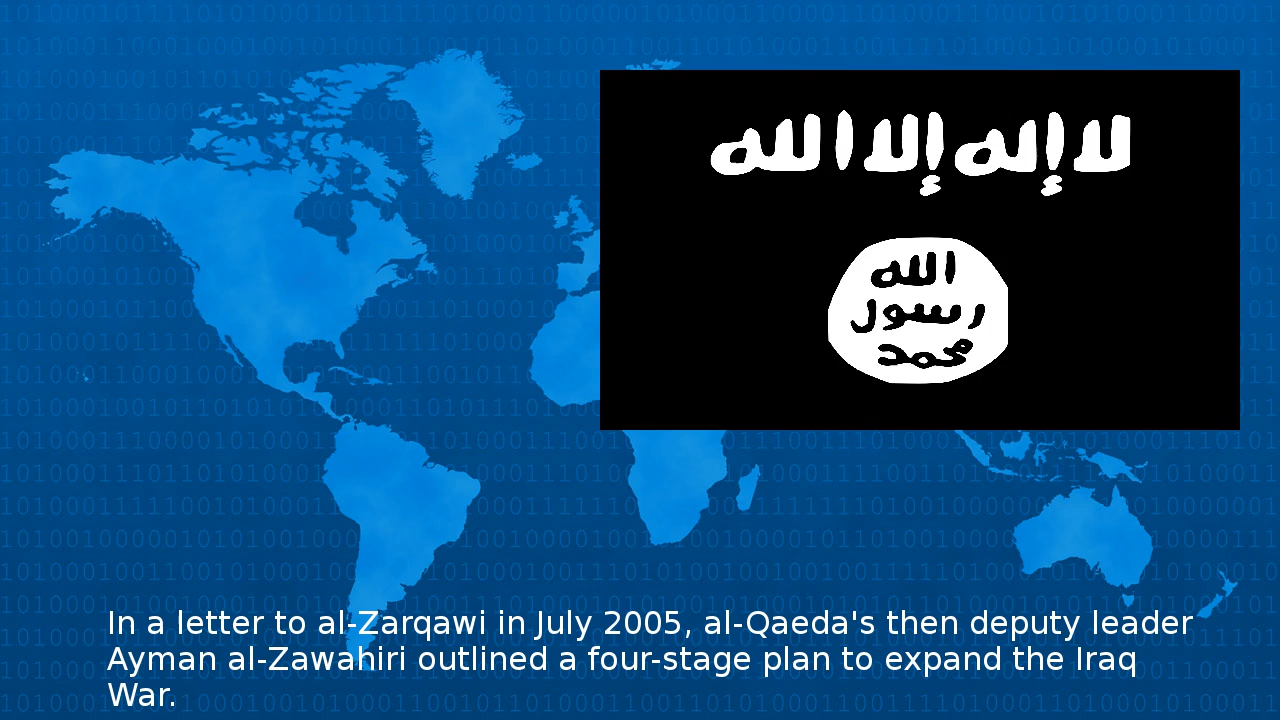 لا إله إلا الله
الله
رسول
محمد
In a letter to al-Zarqawi in July 2005, al-Qaeda's then deputy leader
Ayman al-Zawahiri outlined a four-stage plan to expand the Iraq
War.